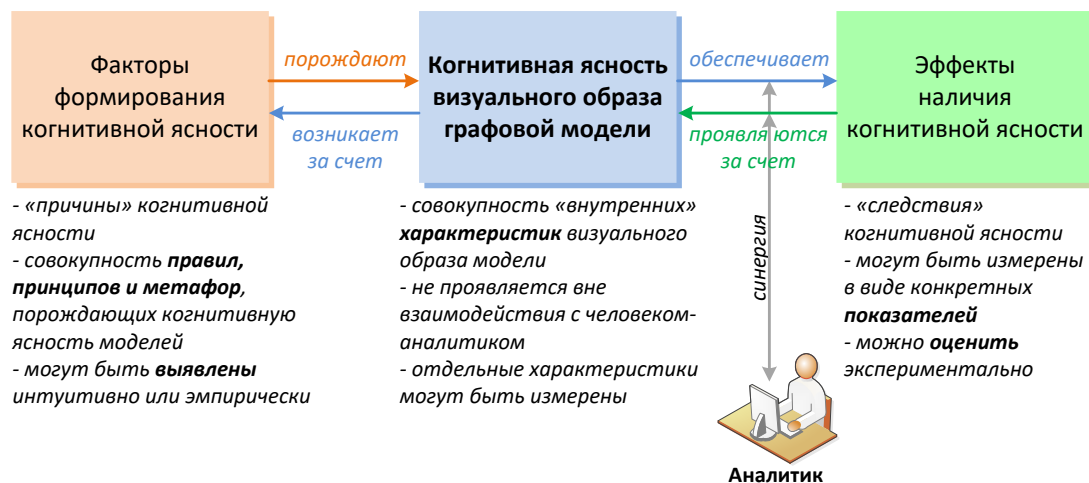 Факторы
формирования
когнитивной ясности
порождают
возникает
за счет
Когнитивная ясность
визуального образа
графовой модели
обеспечивает
проявляются
за счет
Эффекты
наличия
когнитивной ясности
- «причины» когнитивной
ясности
- совокупность правил,
принципов и метафор,
порождающих когнитивную
ясность моделей
- могут быть выявлены
интуитивно или эмпирически
- совокупность «внутренних»
характеристик визуального
образа модели
- не проявляется вне
взаимодействия с человеком-
аналитиком
- отдельные характеристики
могут быть измерены
синергия
Аналитик
- «следствия»
когнитивной ясности
- могут быть измерены
в виде конкретных
показателей
- можно оценить
экспериментально